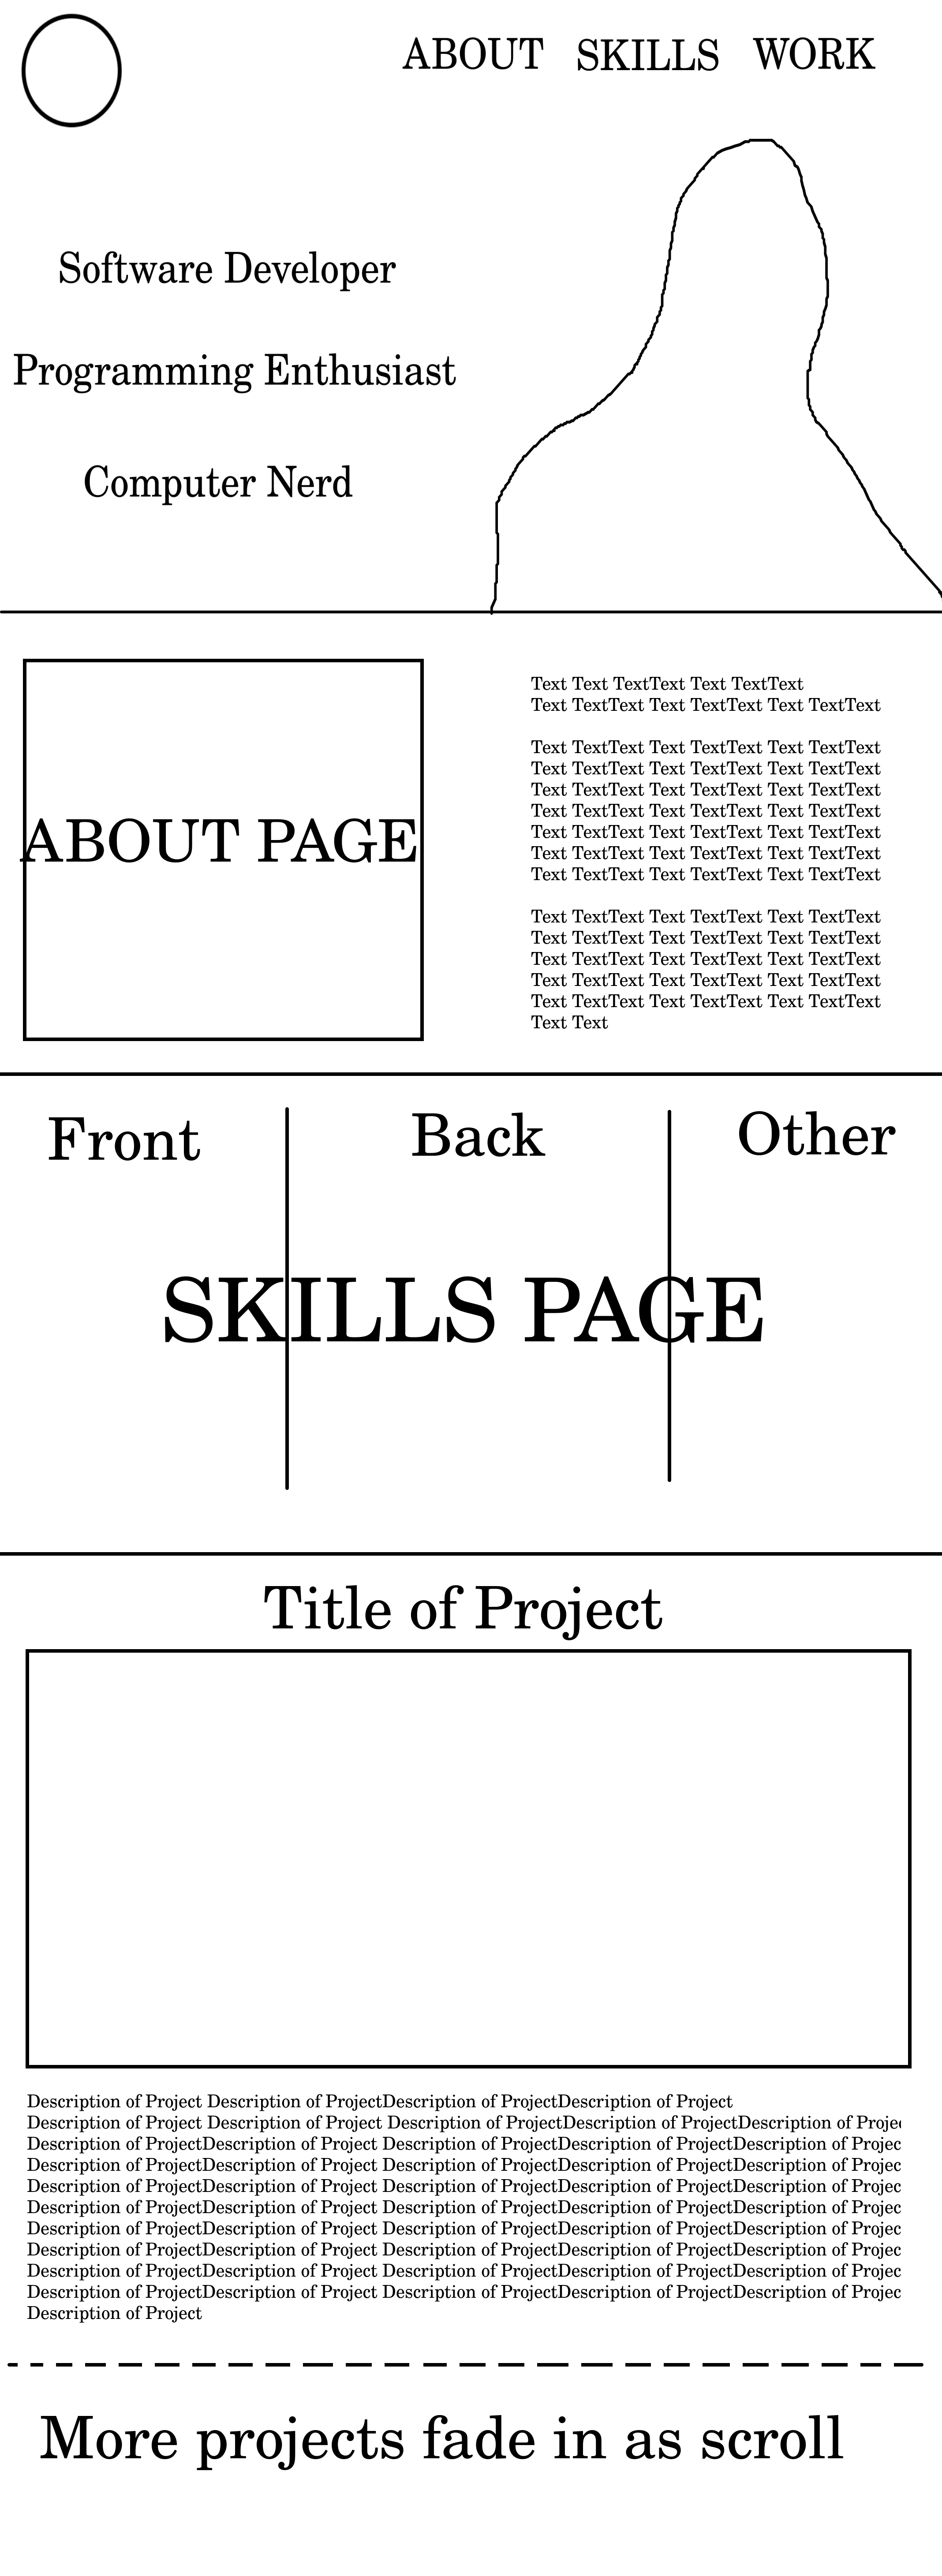 ABOUT SKILLS WORK
Software Developer
Programming Enthusiast
Computer Nerd
ABOUT PAGE
Text Text TextText Text TextText
Text TextText Text TextText Text TextText
Text TextText Text TextText Text TextText
Text TextText Text TextText Text TextText
Text TextText Text TextText Text TextText
Text TextText Text TextText Text TextText
Text TextText Text TextText Text TextText
Text TextText Text TextText Text TextText
Text TextText Text TextText Text TextText
Text TextText Text TextText Text TextText
Text TextText Text TextText Text TextText
Text TextText Text TextText Text TextText
Text TextText Text TextText Text TextText
Text TextText Text TextText Text TextText
Text Text
Front Back Other
SKILLS PAGE
Title of Project
Description of Project Description of ProjectDescription of ProjectDescription of Project
Description of Project Description of Project Description of ProjectDescription of ProjectDescription of Proje
Description of ProjectDescription of Project Description of ProjectDescription of ProjectDescription of Projec
Description of ProjectDescription of Project Description of ProjectDescription of ProjectDescription of Projec
Description of ProjectDescription of Project Description of ProjectDescription of ProjectDescription of Projec
Description of ProjectDescription of Project Description of ProjectDescription of ProjectDescription of Projec
Description of ProjectDescription of Project Description of ProjectDescription of ProjectDescription of Projec
Description of ProjectDescription of Project Description of ProjectDescription of ProjectDescription of Projec
Description of ProjectDescription of Project Description of ProjectDescription of ProjectDescription of Projec
Description of ProjectDescription of Project Description of ProjectDescription of ProjectDescription of Projec
Description of Project
More projects fade in as scroll